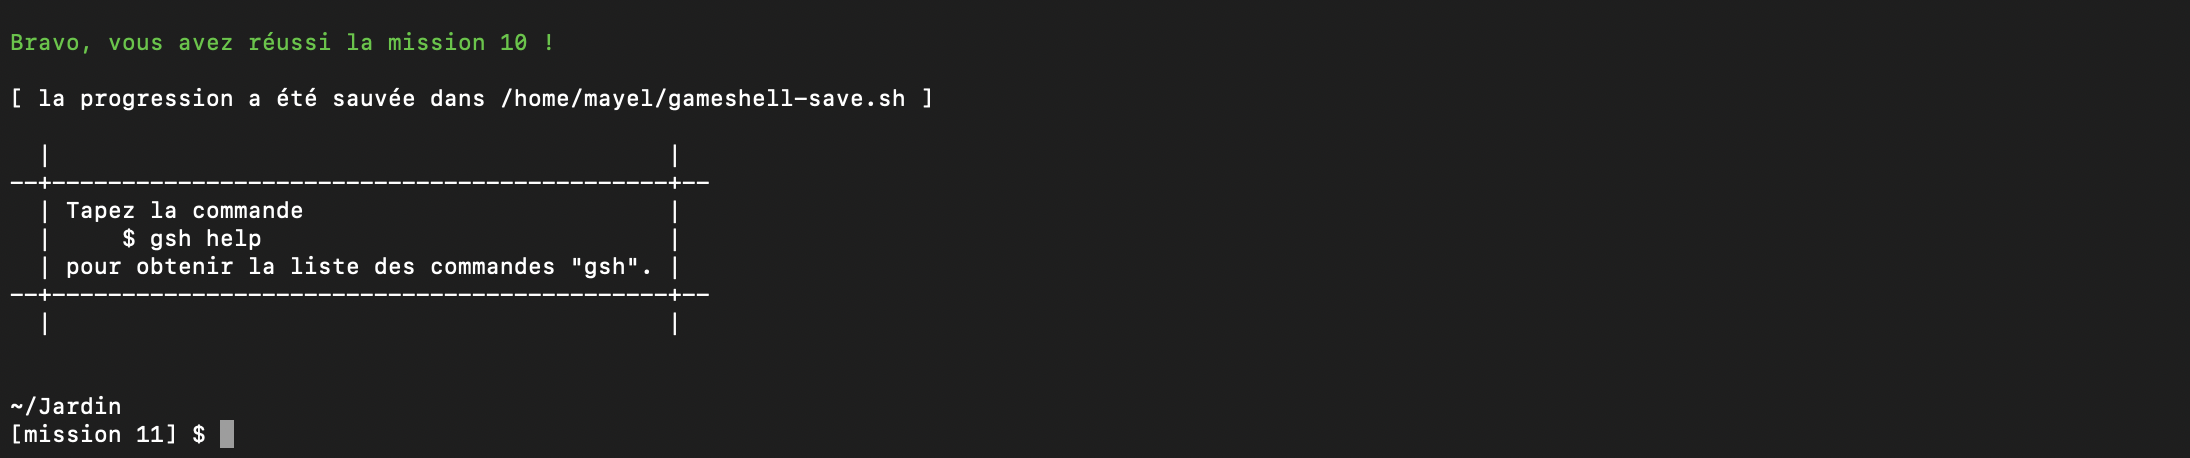 Bravo, vous avez réussi la mission 10 !
[ la progression a été sauvée dans /home/mayel/gameshell-save.sh ]
  |                                            |
--+--------------------------------------------+--
  | Tapez la commande                          |
  |     $ gsh help                             |
  | pour obtenir la liste des commandes "gsh". |
--+--------------------------------------------+--
  |                                            |
~/Jardin
[mission 11] $